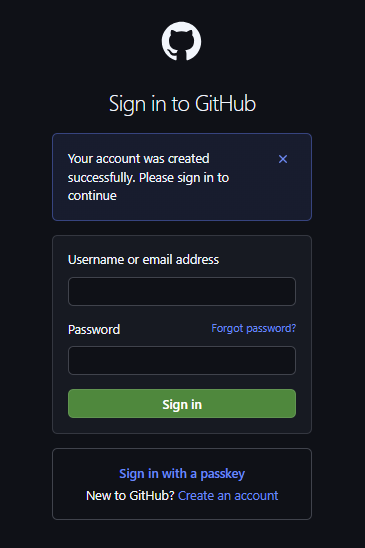 Sign in to GitHub
Your account was created
successfully. Please sign in to
continue
Username or email address
Password
Forgot password?
Sign in
Sign in with a passkey
New to GitHub? Create an account